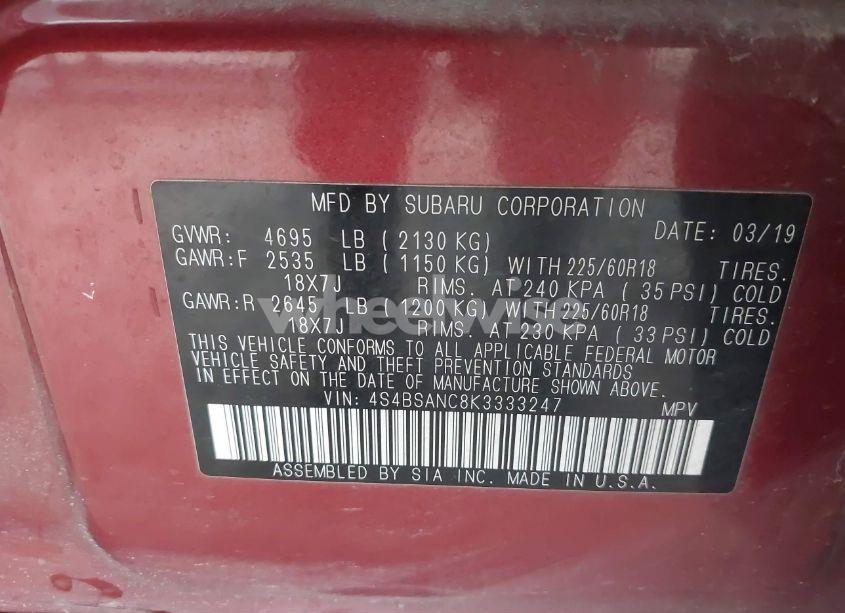 MFD BY SUBARU CORPORATION
DATE: 03/19
GVWR: 4695 LB ( 2130 KG)
GAWR:F 2535 LB ( 1150 KG) WITH 225/60R18 TIRES.
18X7J RIMS. AT 240 KPA ( 35 PSI) COLD
GAWR:R 2645 LB ( 1200 KG) WITH 225/60R18 TIRES.
18X7J RIMS. AT 230 KPA ( 33 PSI) COLD
wheelwise
THIS VEHICLE CONFORMS TO ALL APPLICABLE FEDERAL MOTOR
VEHICLE SAFETY AND THEFT PREVENTION STANDARDS
IN EFFECT ON THE DATE OF MANUFACTURE SHOWN ABOVE.
VIN: 4S4BSANC8K3333247 MPV
ASSEMBLED BY SIA INC. MADE IN U.S.A.